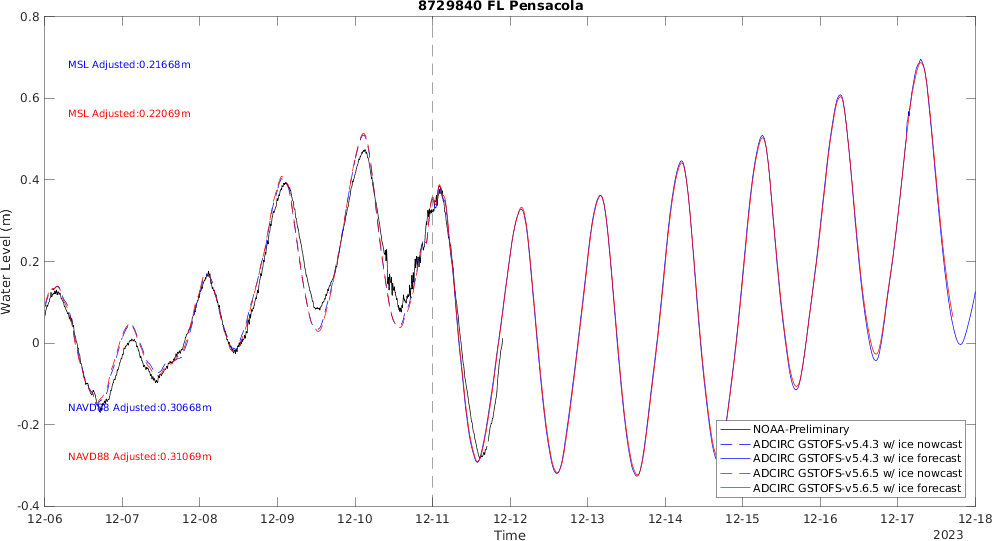 8729840 FL Pensacola
0.8
0.6
0.4
0.2
0
-0.2
-0.4
Water Level (m)
MSL Adjusted:0.21668m
MSL Adjusted:0.22069m
NAVD88 Adjusted:0.30668m
NAVD88 Adjusted:0.31069m
NOAA-Preliminary
ADCIRC GSTOFS-v5.4.3 w/ ice nowcast
ADCIRC GSTOFS-v5.4.3 w/ ice forecast
ADCIRC GSTOFS-v5.6.5 w/ ice nowcast
ADCIRC GSTOFS-v5.6.5 w/ ice forecast
12-06 12-07 12-08 12-09 12-10 12-11 12-12 12-13 12-14 12-15 12-16 12-17 12-18
Time
2023